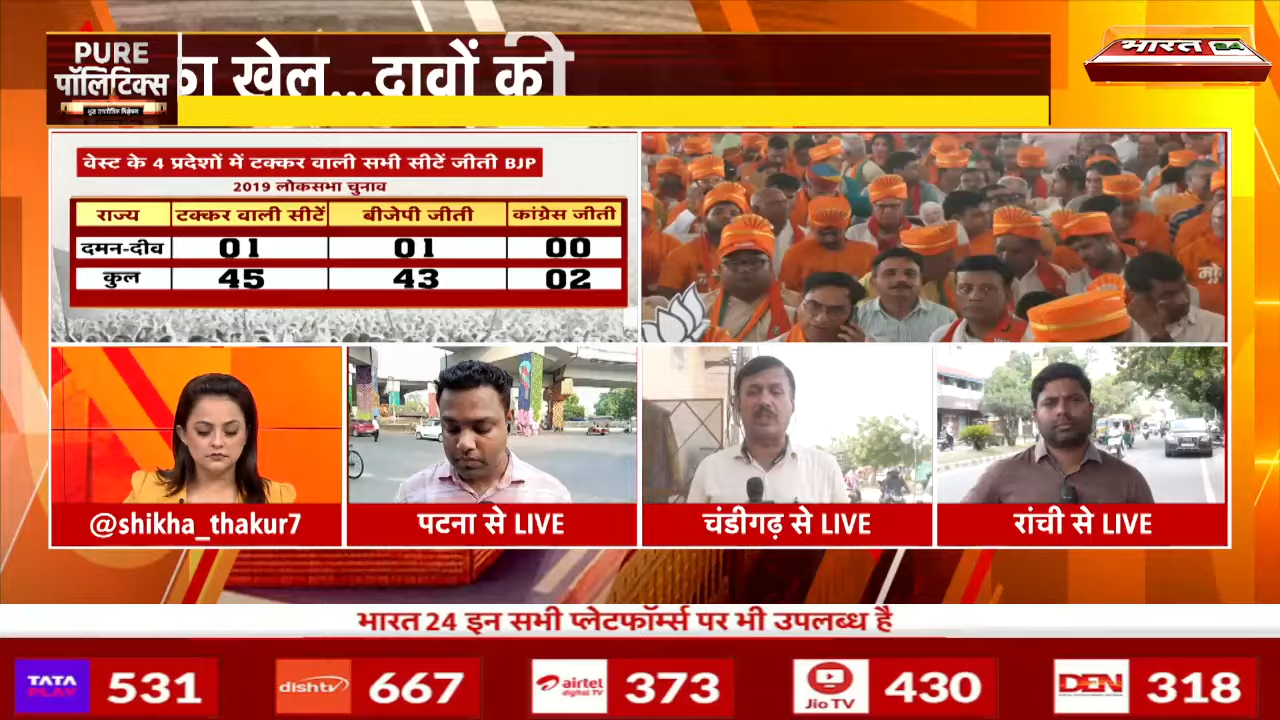 PURE
पॉलिटिक्स
का खेल...दावों की
भारत 24
वेस्ट के 4 प्रदेशों में टक्कर वाली सभी सीटें जीती BJP
2019 लोकसभा चुनाव
राज्य टक्कर वाली सीटें बीजेपी जीती कांग्रेस जीती
दमन-दीव 01 01 00
कुल 45 43 02
@shikha_thakur7
पटना से LIVE
चंडीगढ़ से LIVE
रांची से LIVE
भारत 24 इन सभी प्लेटफॉर्म्स पर भी उपलब्ध है
TATA PLAY 531 dishtv 667 airtel digital TV 373 JioTV 430 DEN 318